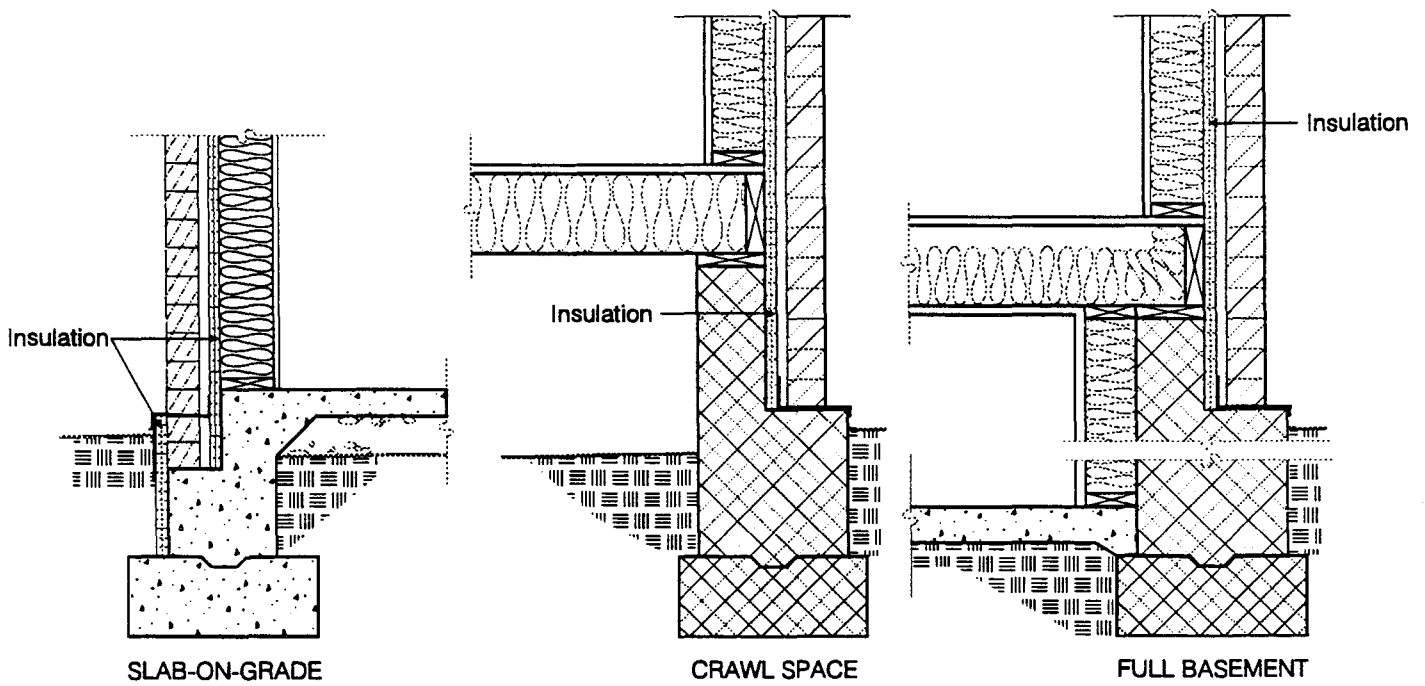 Insulation
Insulation
Insulation
SLAB-ON-GRADE
CRAWL SPACE
FULL BASEMENT